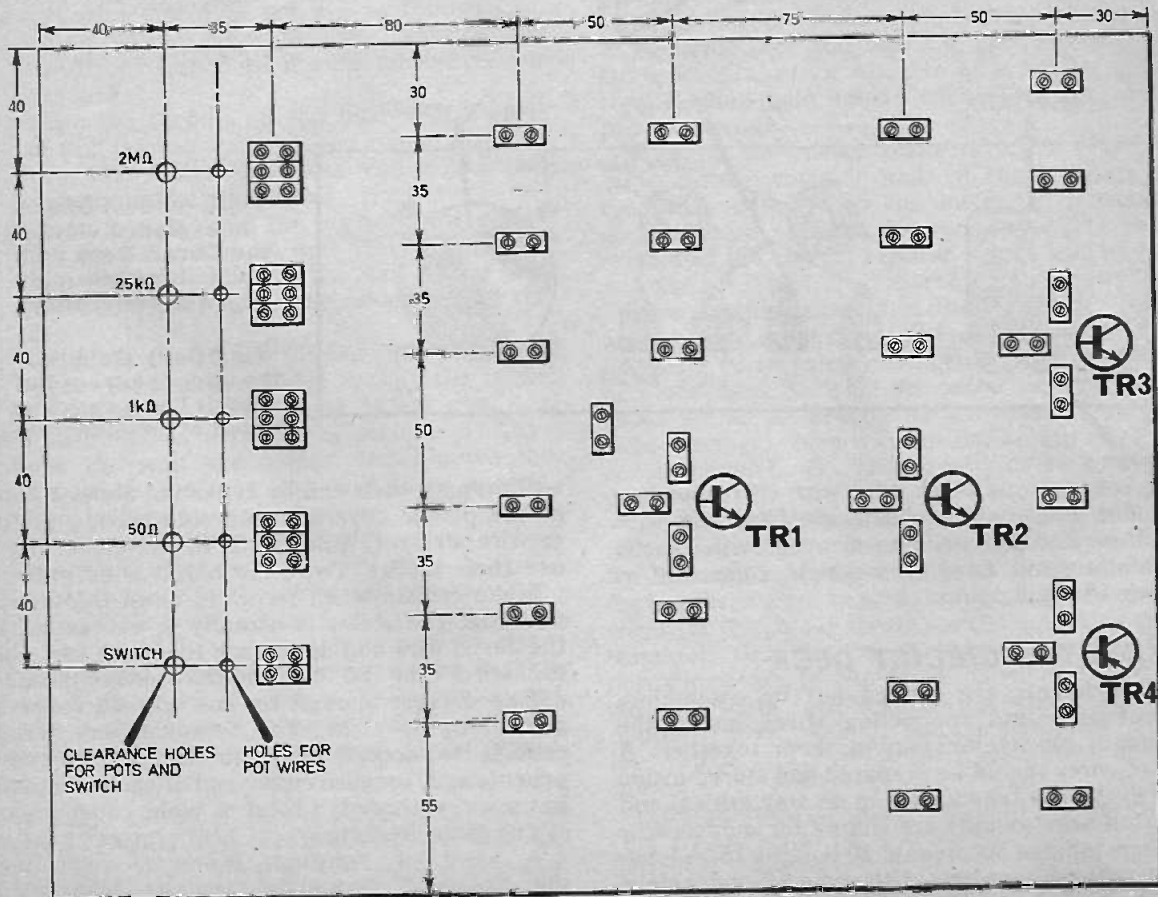 40 35 80 50 75 50 30
40
30
2MΩ
35
40
25kΩ
35
40
TR3
1kΩ
50
40
TR1
TR2
50Ω
35
40
SWITCH
TR4
35
CLEARANCE HOLES
FOR POTS AND
SWITCH
HOLES FOR
POT WIRES
55